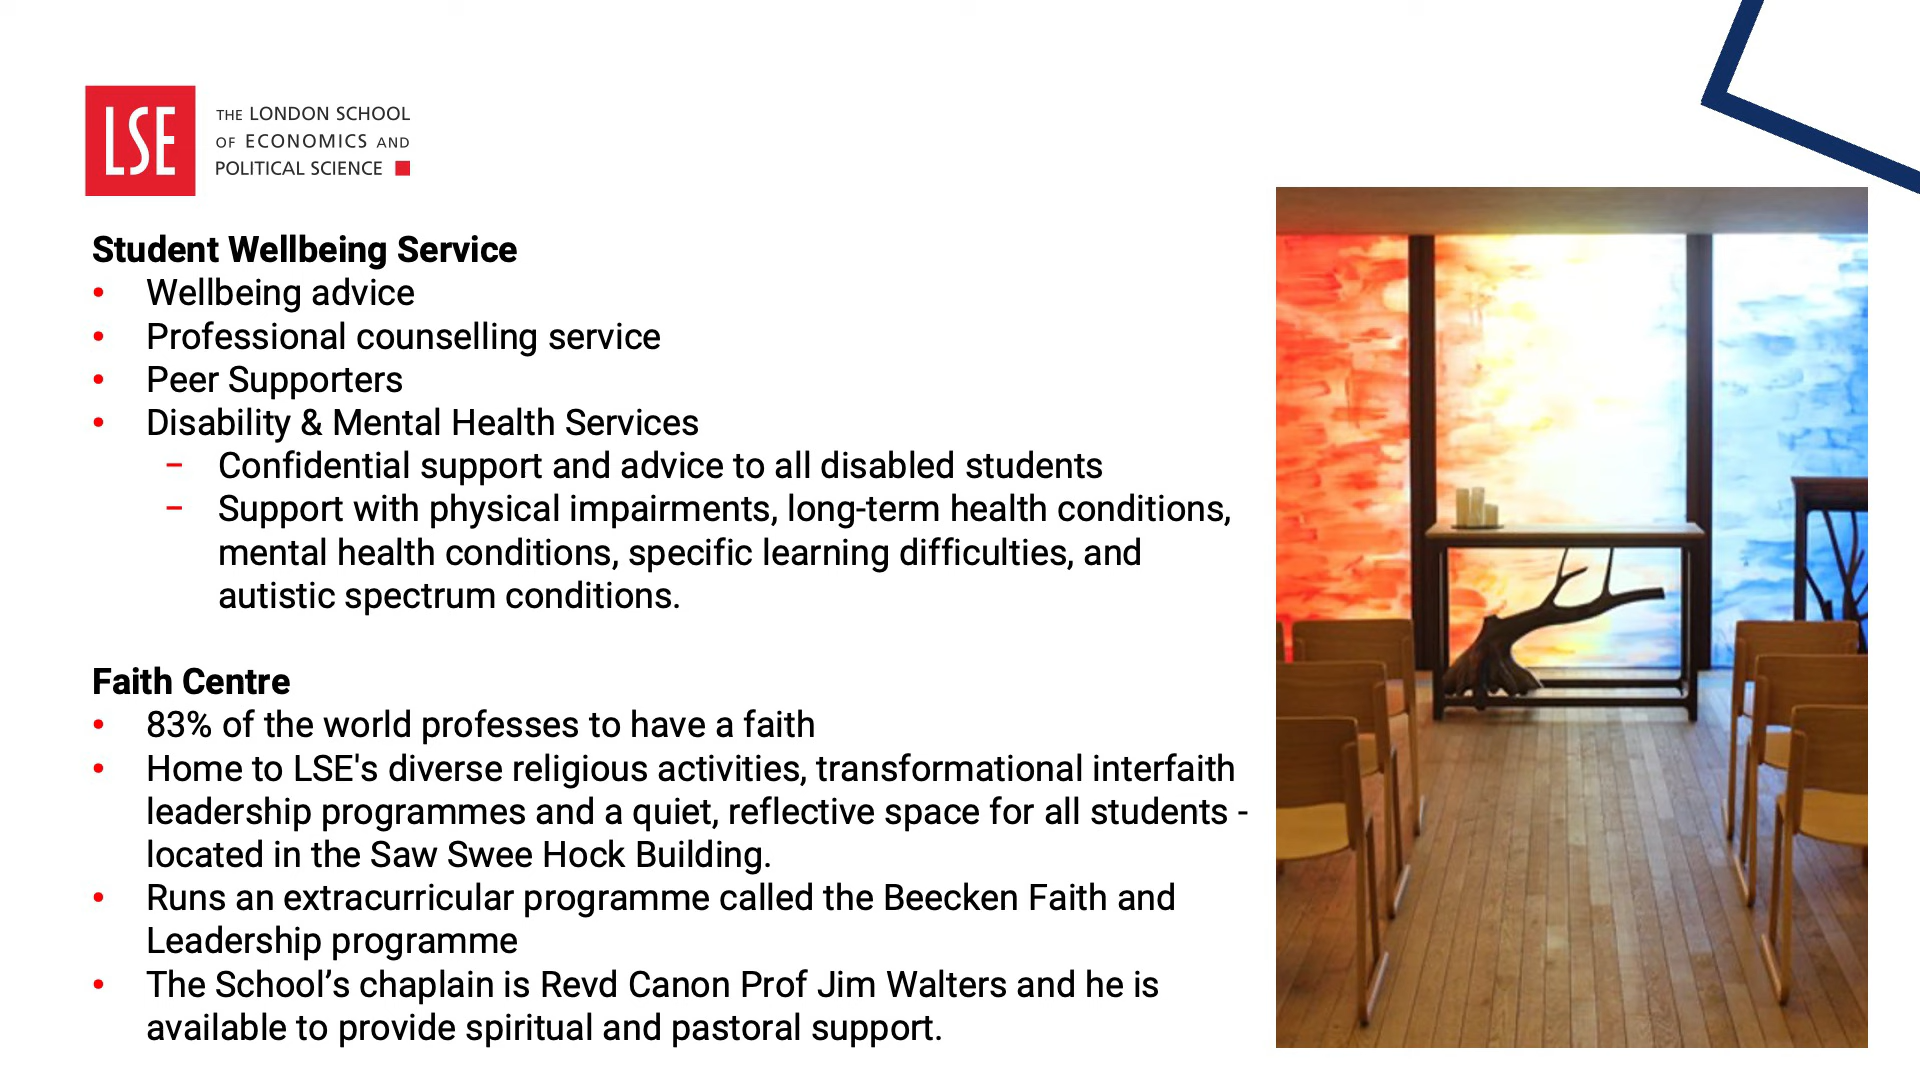 LSE
THE LONDON SCHOOL
OF ECONOMICS AND
POLITICAL SCIENCE
Student Wellbeing Service
• Wellbeing advice
• Professional counselling service
• Peer Supporters
• Disability & Mental Health Services
– Confidential support and advice to all disabled students
– Support with physical impairments, long-term health conditions,
mental health conditions, specific learning difficulties, and
autistic spectrum conditions.
Faith Centre
• 83% of the world professes to have a faith
• Home to LSE's diverse religious activities, transformational interfaith
leadership programmes and a quiet, reflective space for all students -
located in the Saw Swee Hock Building.
• Runs an extracurricular programme called the Beecken Faith and
Leadership programme
• The School’s chaplain is Revd Canon Prof Jim Walters and he is
available to provide spiritual and pastoral support.